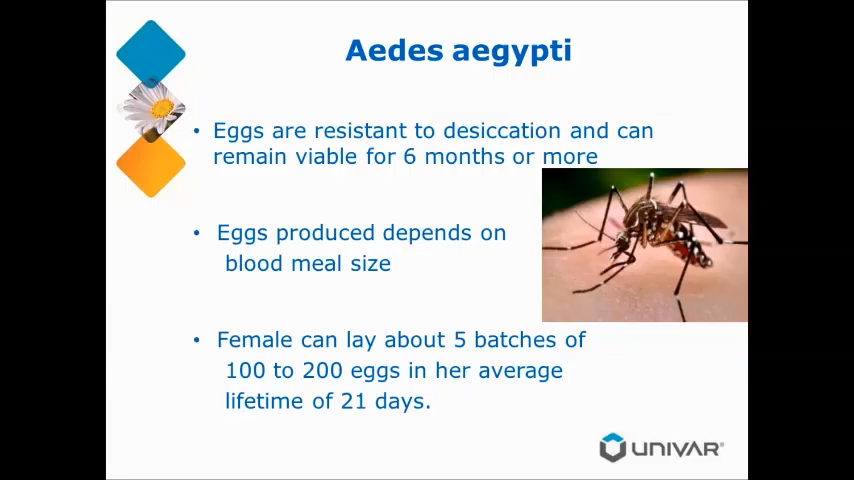 Aedes aegypti
• Eggs are resistant to desiccation and can
remain viable for 6 months or more
• Eggs produced depends on
blood meal size
• Female can lay about 5 batches of
100 to 200 eggs in her average
lifetime of 21 days.
UNIVAR®